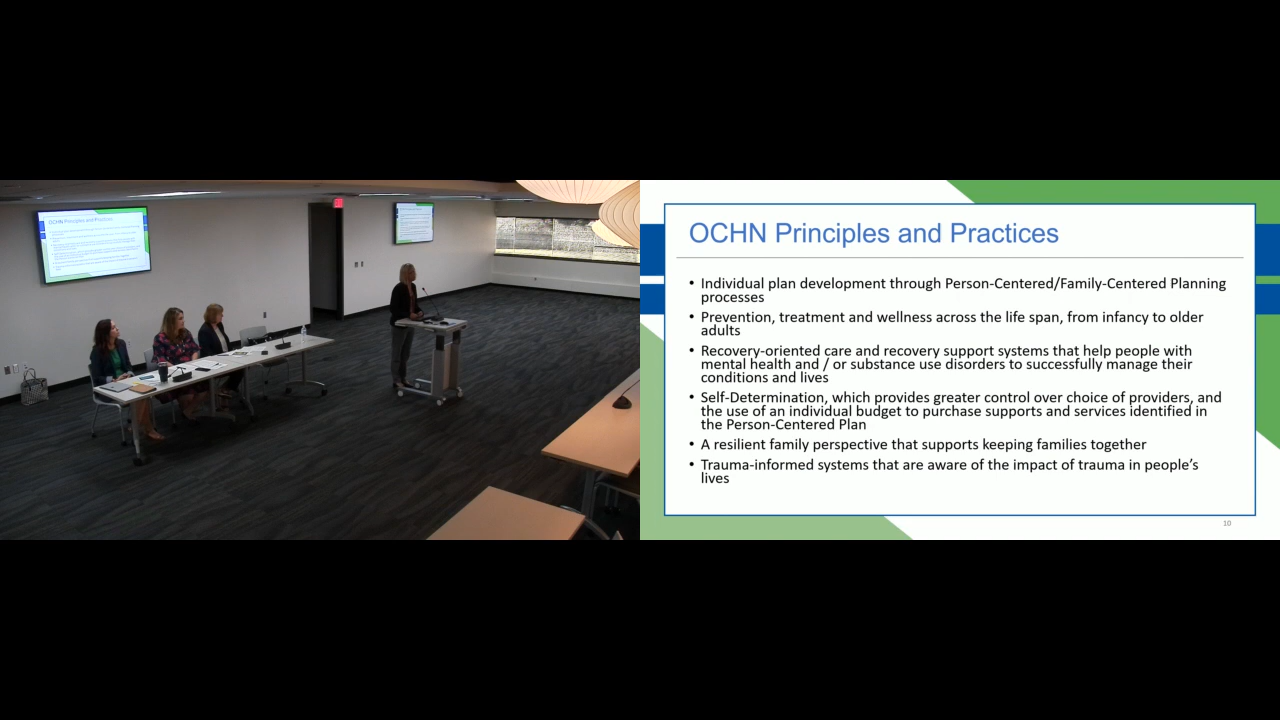 OCHN Principles and Practices
OCHN Principles and Practices
• Individual plan development through Person-Centered/Family-Centered Planning
processes
• Prevention, treatment and wellness across the life span, from infancy to older
adults
• Recovery-oriented care and recovery support systems that help people with
mental health and / or substance use disorders to successfully manage their
conditions and lives
• Self-Determination, which provides greater control over choice of providers, and
the use of an individual budget to purchase supports and services identified in
the Person-Centered Plan
• A resilient family perspective that supports keeping families together
• Trauma-informed systems that are aware of the impact of trauma in people's
lives
10